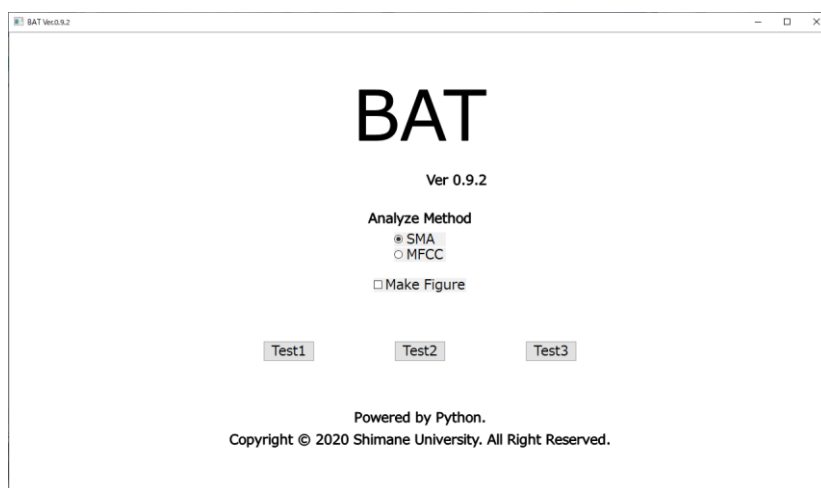 BAT Ver.0.9.2
BAT
Ver 0.9.2
Analyze Method
SMA
MFCC
Make Figure
Test1 Test2 Test3
Powered by Python.
Copyright © 2020 Shimane University. All Right Reserved.